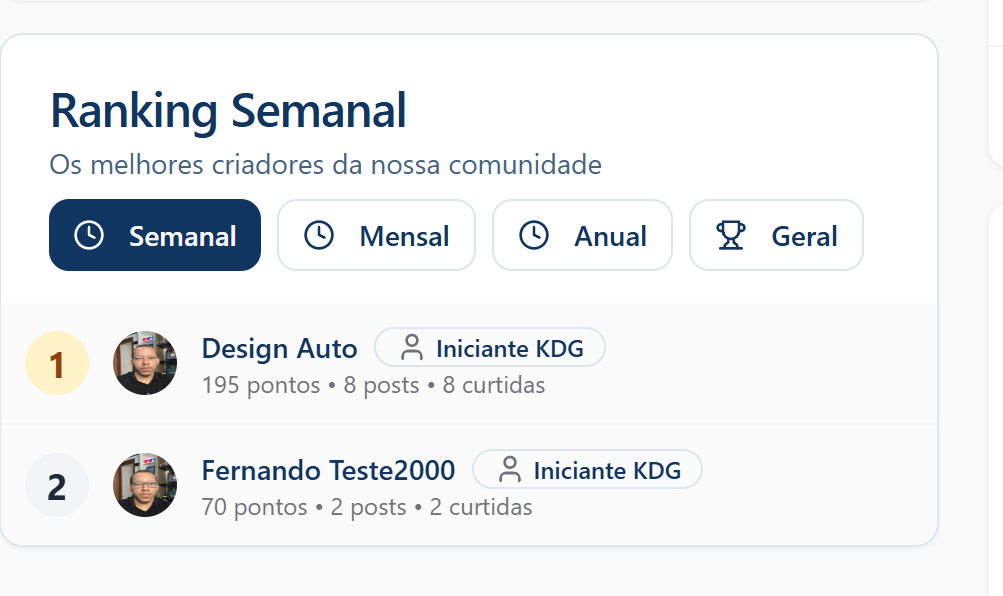 Ranking Semanal
Os melhores criadores da nossa comunidade
Semanal Mensal Anual Geral
1 Design Auto Iniciante KDG
195 pontos • 8 posts • 8 curtidas
2 Fernando Teste2000 Iniciante KDG
70 pontos • 2 posts • 2 curtidas